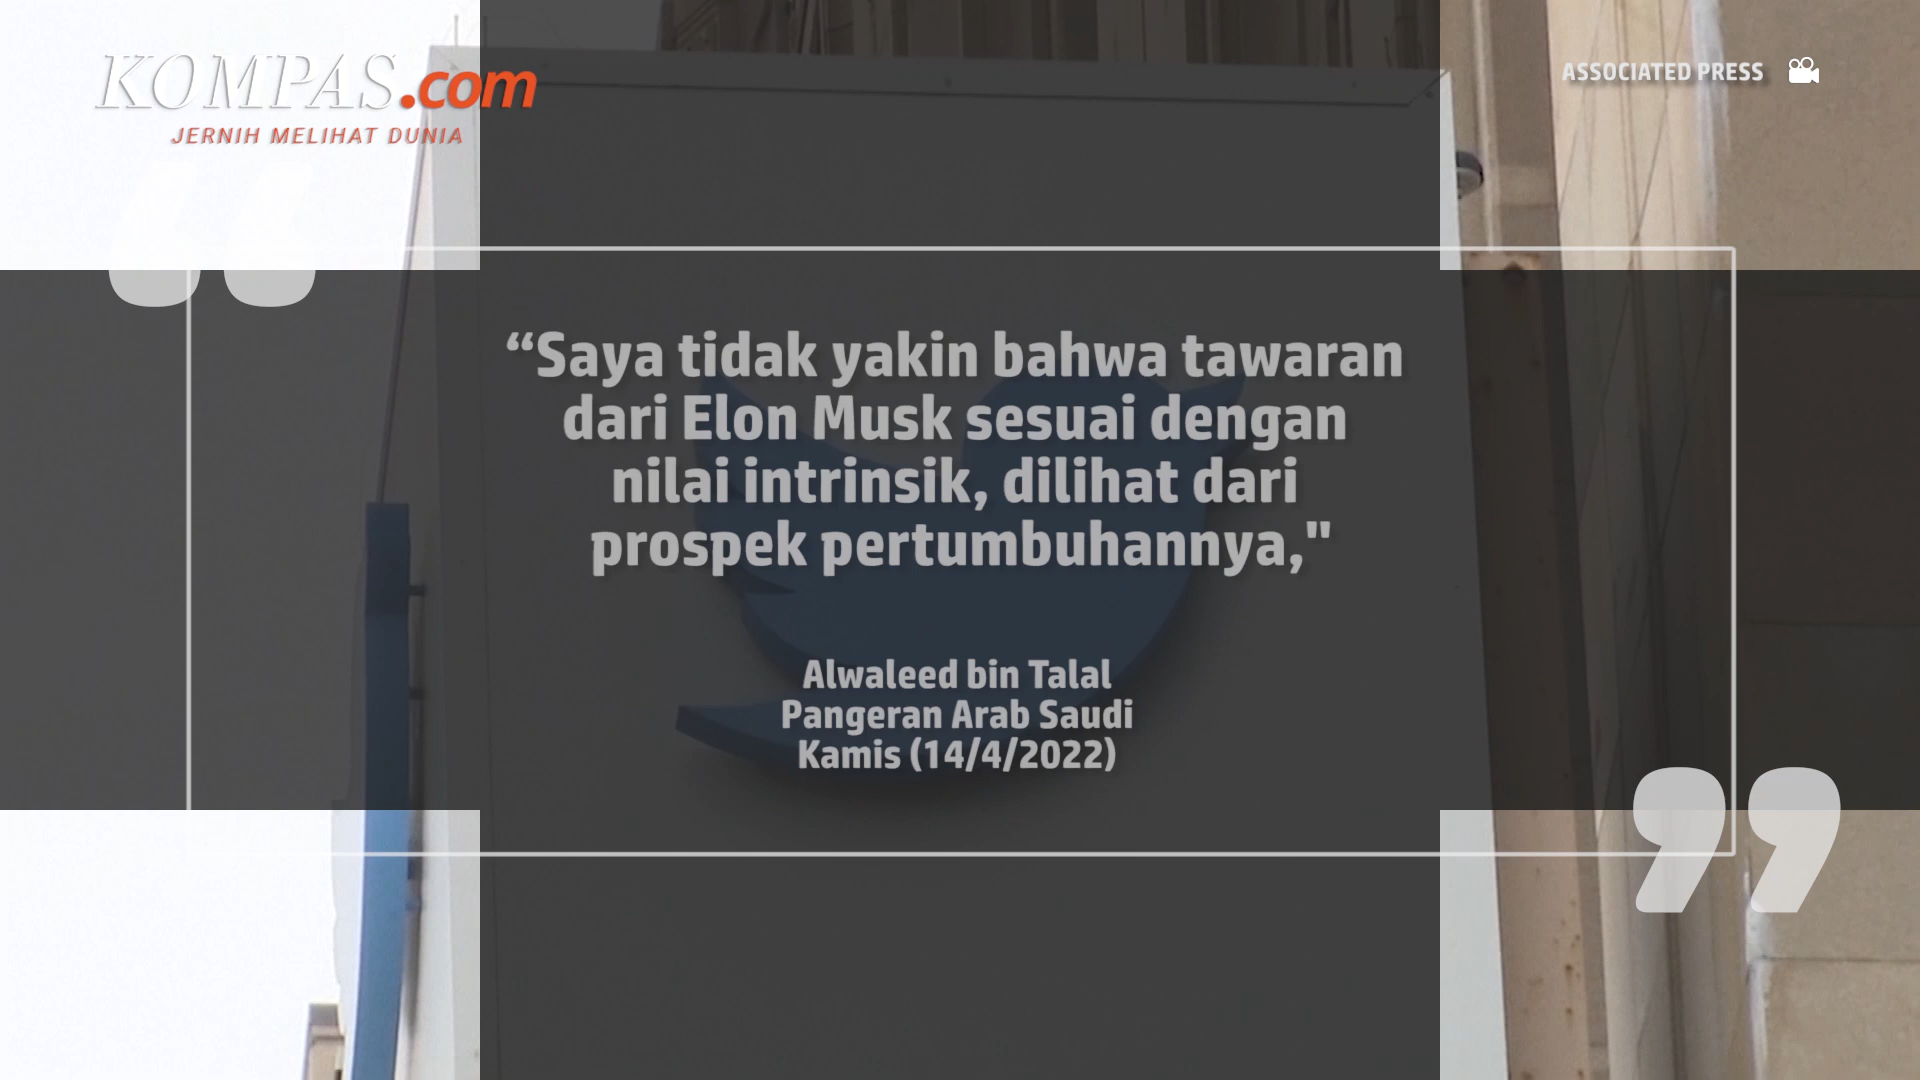 KOMPAS.com
JERNIH MELIHAT DUNIA
ASSOCIATED PRESS
“Saya tidak yakin bahwa tawaran
dari Elon Musk sesuai dengan
nilai intrinsik, dilihat dari
prospek pertumbuhannya,"
Alwaleed bin Talal
Pangeran Arab Saudi
Kamis (14/4/2022)